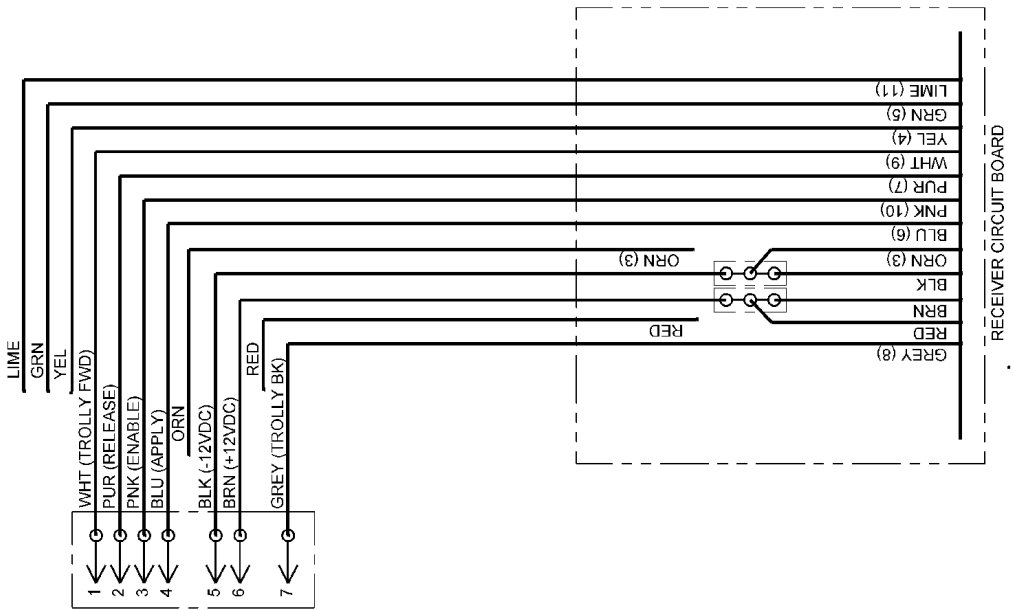 LIME (11)
GRN (5)
YEL (4)
WHT (9)
PUR (7)
PNK (10)
BLU (6)
ORN (3)
ORN (3)
BLK
BRN
RED
RED
GREY (8)
RECEIVER CIRCUIT BOARD
LIME
GRN
YEL
WHT (TROLLY FWD)
PUR (RELEASE)
PNK (ENABLE)
BLU (APPLY)
ORN
BLK (-12VDC)
BRN (+12VDC)
RED
GREY (TROLLY BK)
1
2
3
4
5
6
7